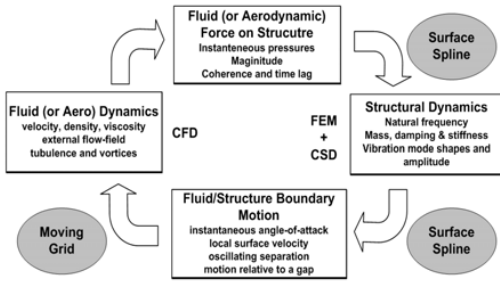 Fluid (or Aerodynamic)
Force on Strucutre
Instanteneous pressures
Maginitude
Coherence and time lag
Surface
Spline
Fluid (or Aero) Dynamics
velocity, density, viscosity
external flow-field
tubulence and vortices
CFD
FEM
+
CSD
Structural Dynamics
Natural frequency
Mass, damping & stiffness
Vibration mode shapes and
amplitude
Fluid/Structure Boundary
Motion
instantaneous angle-of-attack
local surface velocity
oscillating separation
motion relative to a gap
Moving
Grid
Surface
Spline